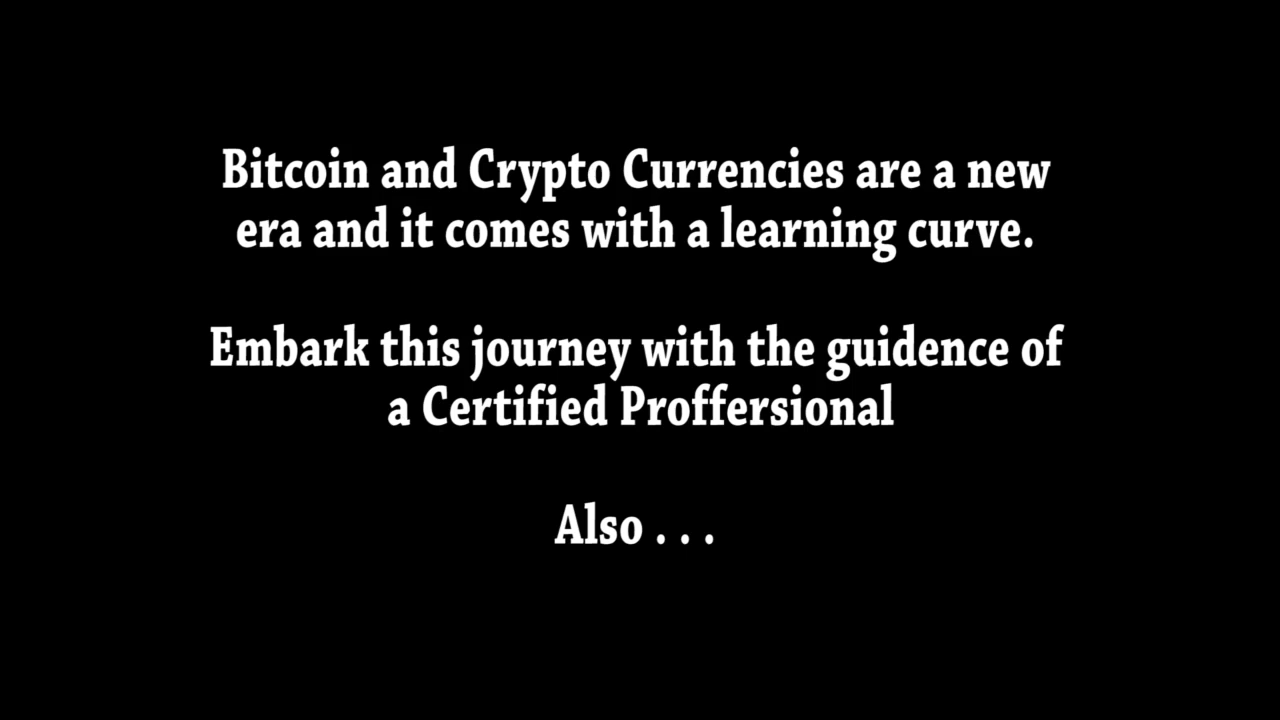 Bitcoin and Crypto Currencies are a new
era and it comes with a learning curve.
Embark this journey with the guidence of
a Certified Proffersional
Also . . .